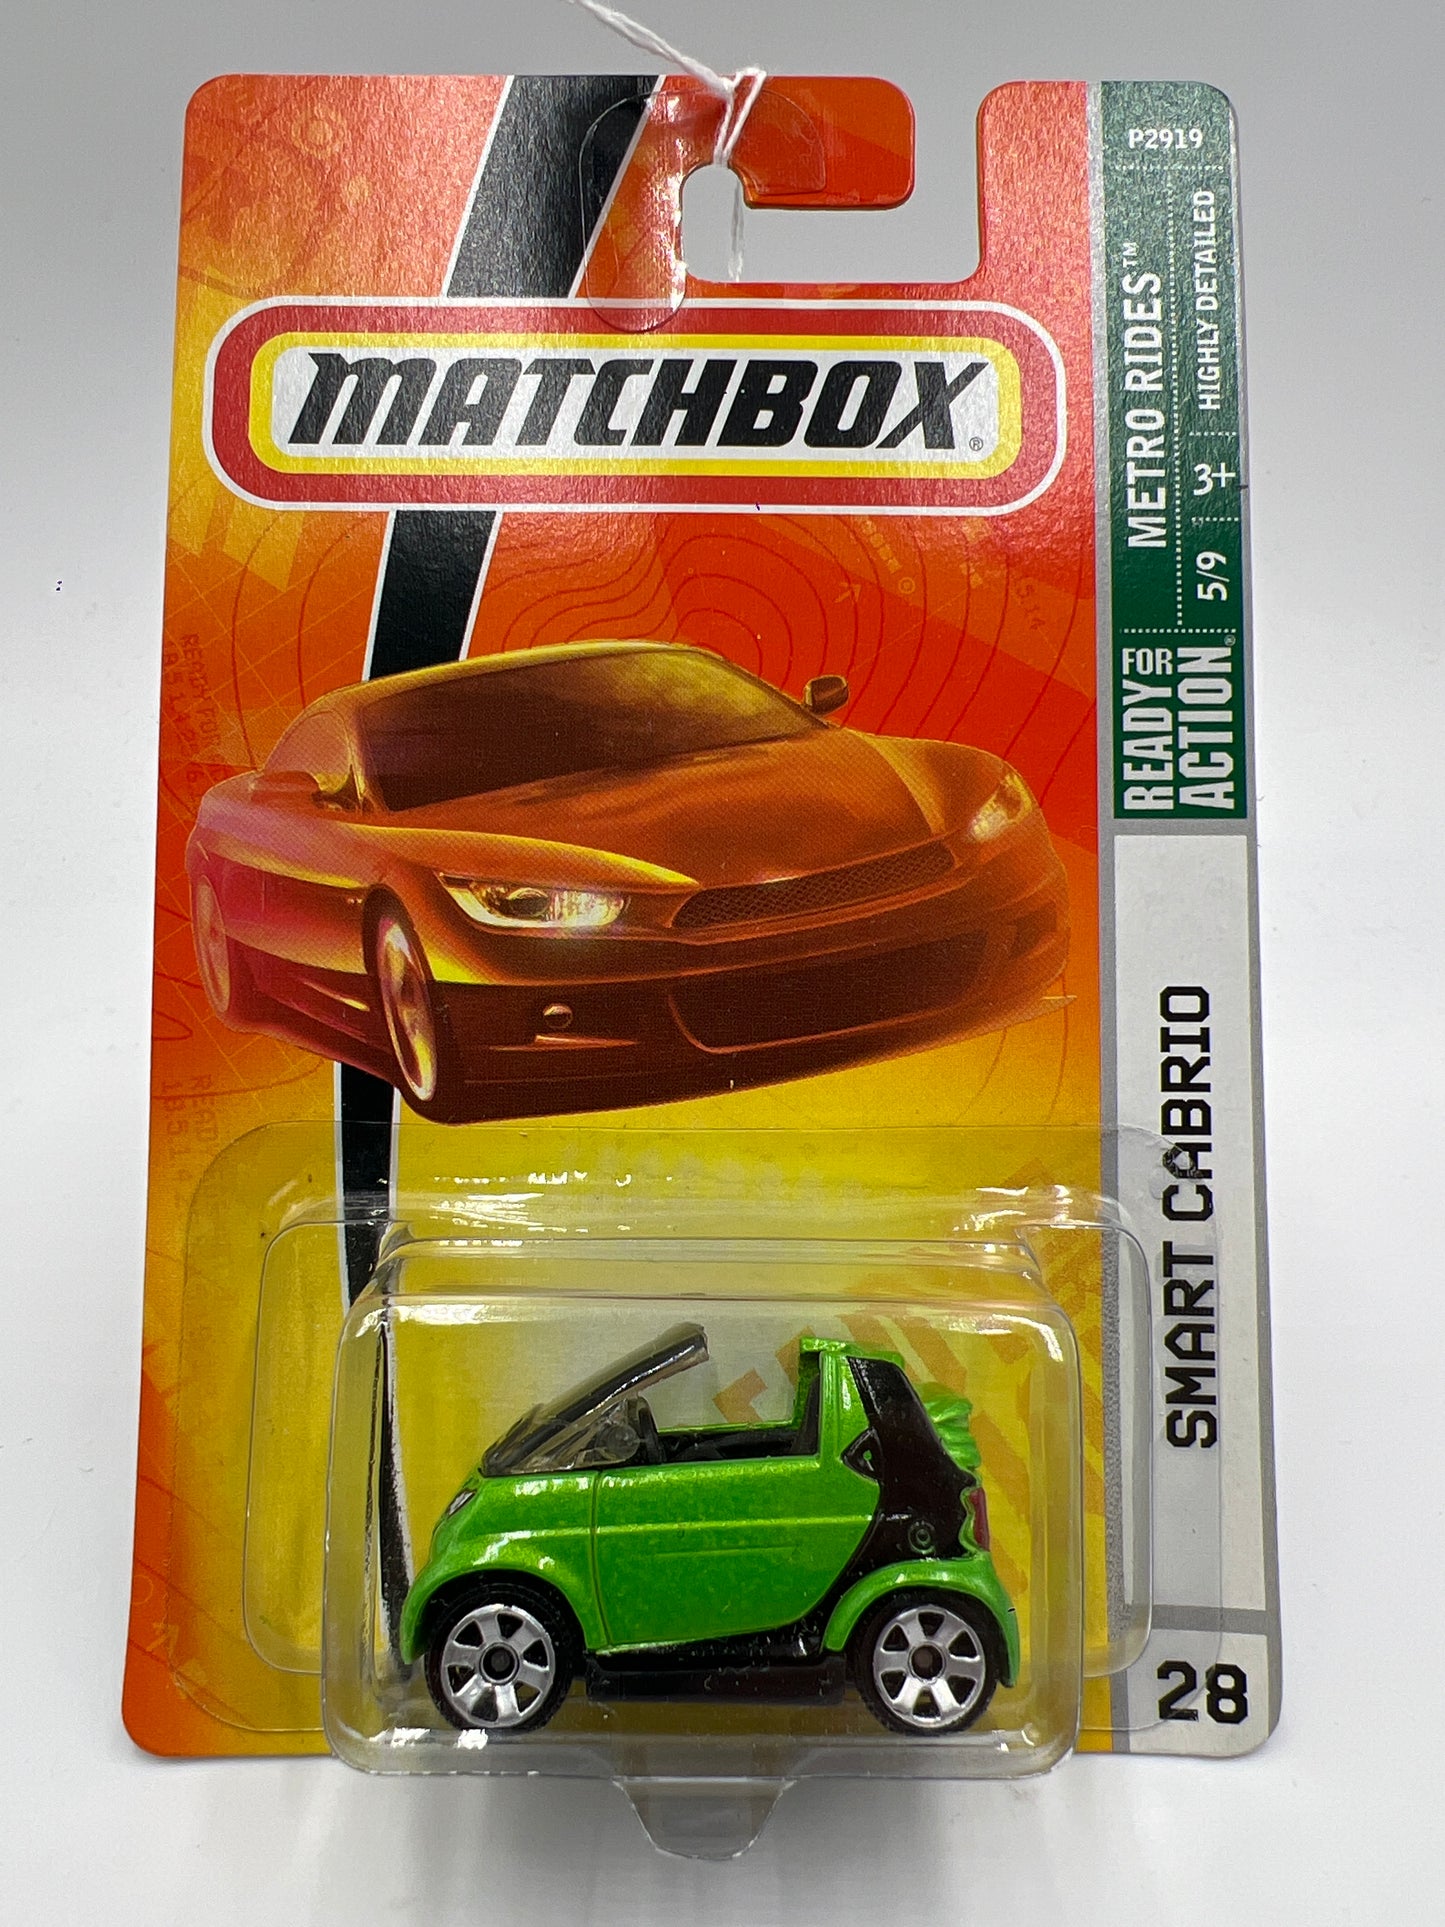 MATCHBOX®
P2919
METRO RIDES™
HIGHLY DETAILED
3+
5/9
READY FOR ACTION®
SMART CABRIO
28